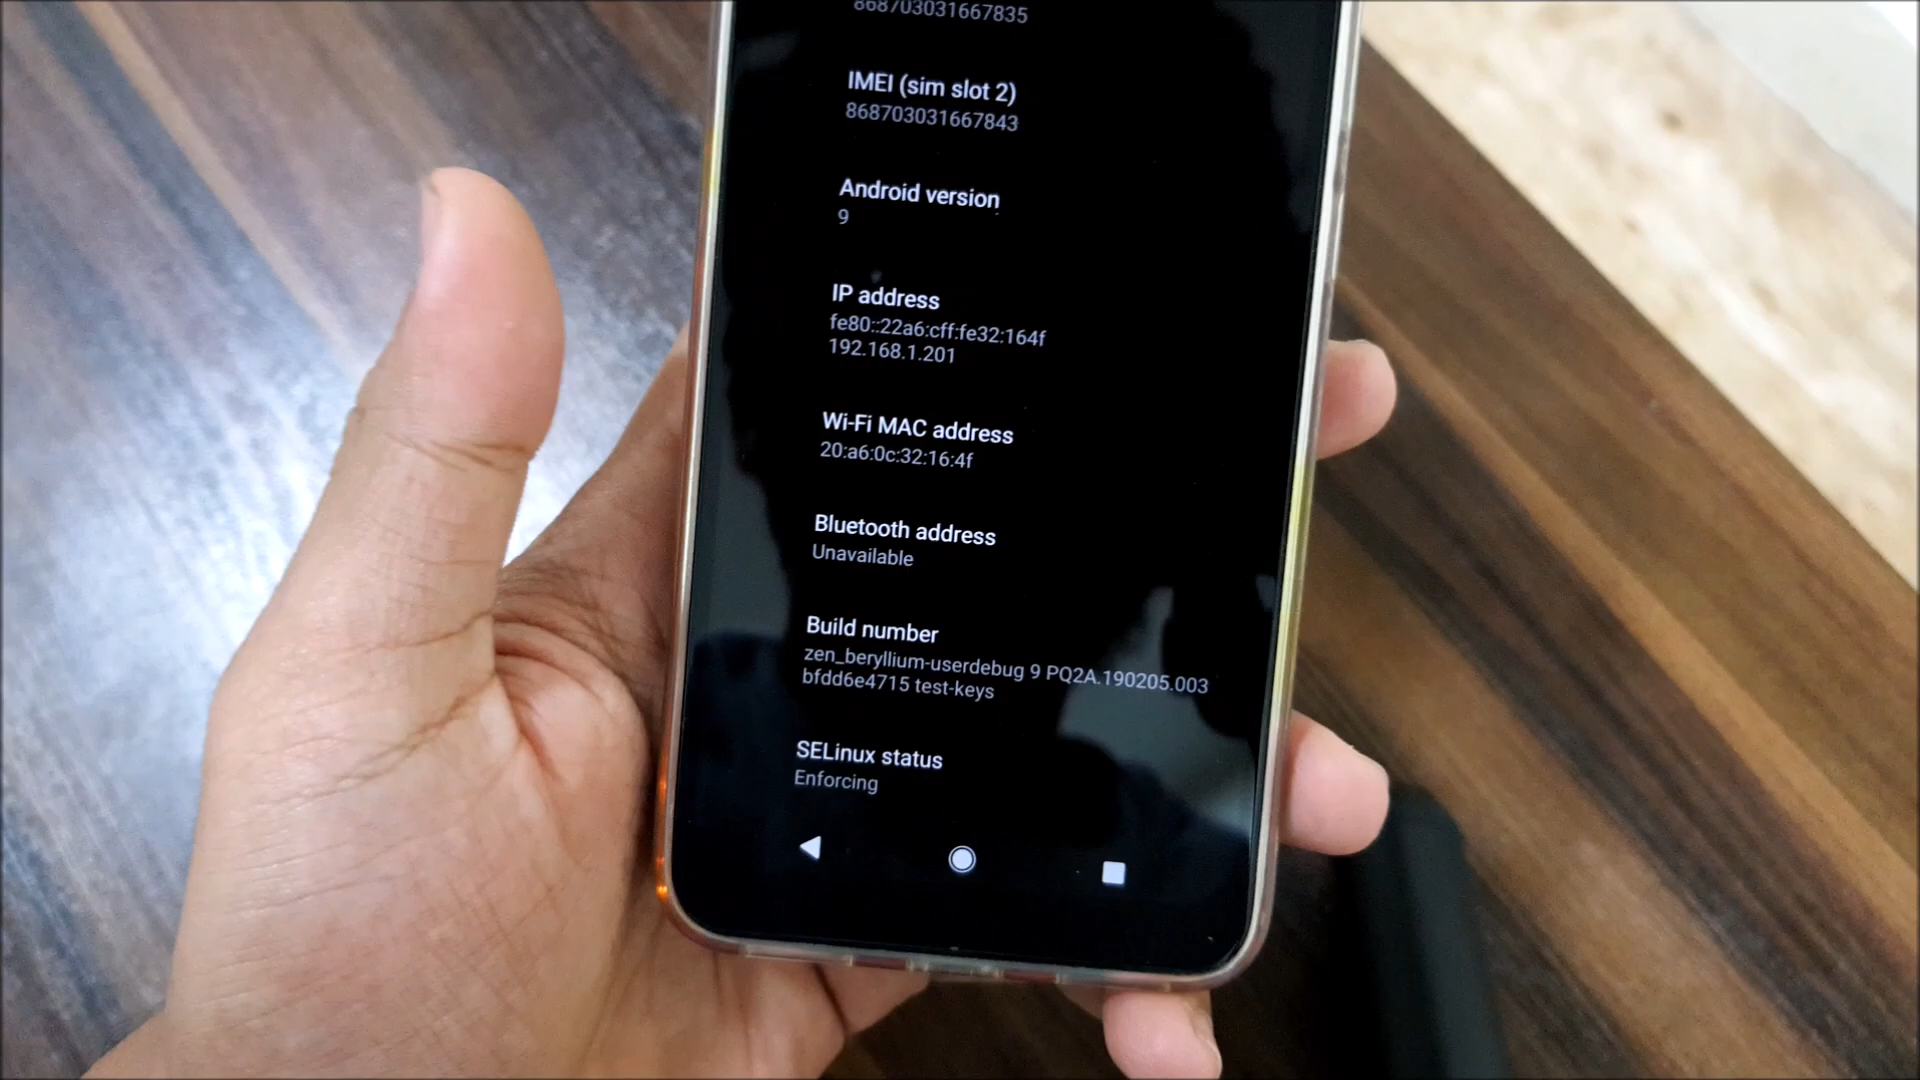 868703031667835
IMEI (sim slot 2)
868703031667843
Android version
9
IP address
fe80::22a6:cff:fe32:164f
192.168.1.201
Wi-Fi MAC address
20:a6:0c:32:16:4f
Bluetooth address
Unavailable
Build number
zen_beryllium-userdebug 9 PQ2A.190205.003
bfdd6e4715 test-keys
SELinux status
Enforcing